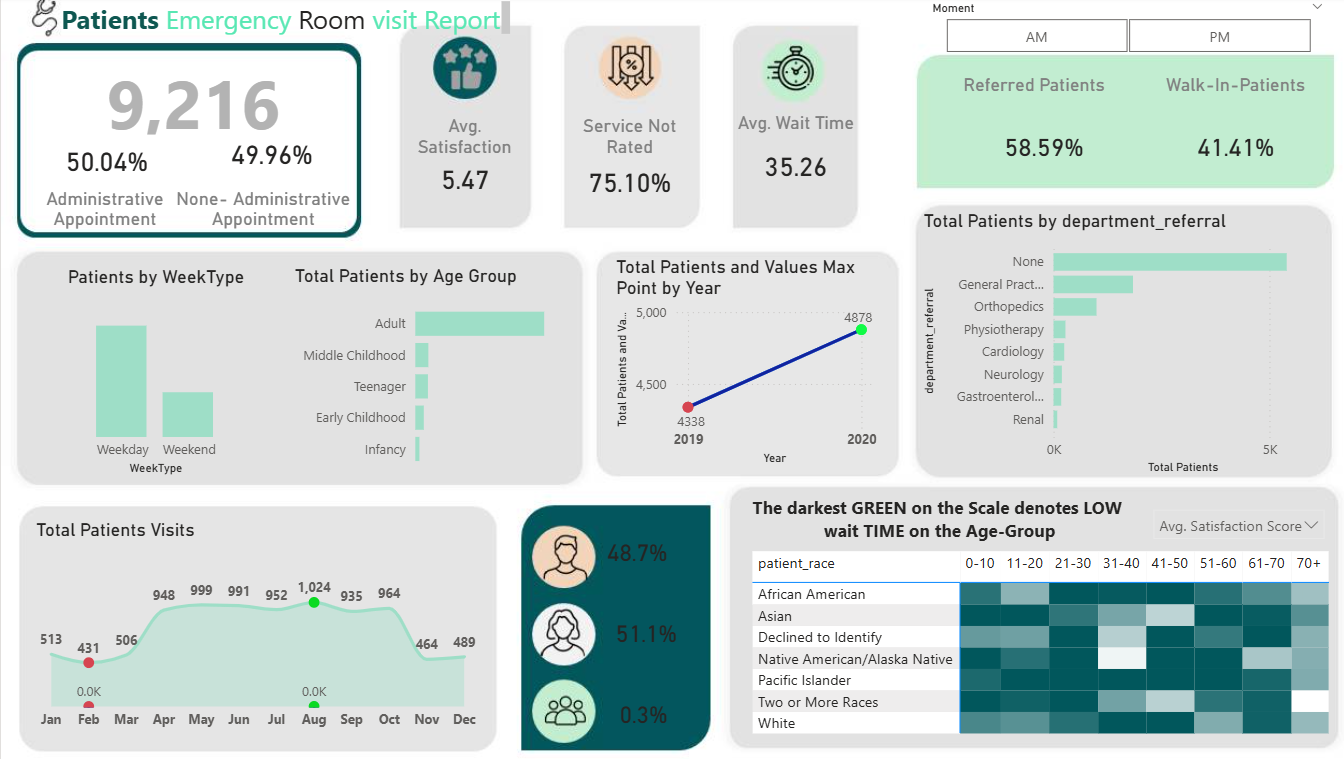 Patients Emergency Room visit Report
9,216
50.04%
49.96%
Administrative
Appointment
None- Administrative
Appointment
Avg.
Satisfaction
5.47
Service Not
Rated
75.10%
Avg. Wait Time
35.26
Moment
AM
PM
Referred Patients
Walk-In-Patients
58.59%
41.41%
Patients by WeekType
Weekday
Weekend
WeekType
Total Patients by Age Group
Adult
Middle Childhood
Teenager
Early Childhood
Infancy
Total Patients and Values Max
Point by Year
Total Patients and Va...
5,000
4,500
4878
4338
2019
2020
Year
Total Patients by department_referral
department_referral
None
General Pract...
Orthopedics
Physiotherapy
Cardiology
Neurology
Gastroenterol...
Renal
0K
5K
Total Patients
Total Patients Visits
513
431
506
948
999
991
952
1,024
935
964
464
489
0.0K
0.0K
Jan Feb Mar Apr May Jun Jul Aug Sep Oct Nov Dec
48.7%
51.1%
0.3%
The darkest GREEN on the Scale denotes LOW
wait TIME on the Age-Group
Avg. Satisfaction Score
patient_race 0-10 11-20 21-30 31-40 41-50 51-60 61-70 70+
African American
Asian
Declined to Identify
Native American/Alaska Native
Pacific Islander
Two or More Races
White